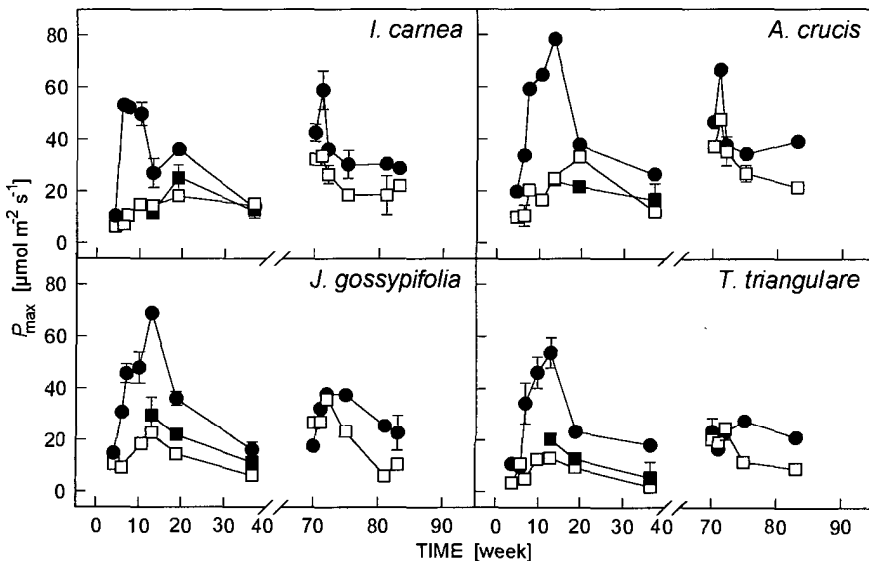 I. carnea
A. crucis
80
60
40
20
0
J. gossypifolia
T. triangulare
80
60
40
20
0
P max [µmol m⁻² s⁻¹]
0 10 20 30 40 70 80 90
0 10 20 30 40 70 80 90
TIME [week]